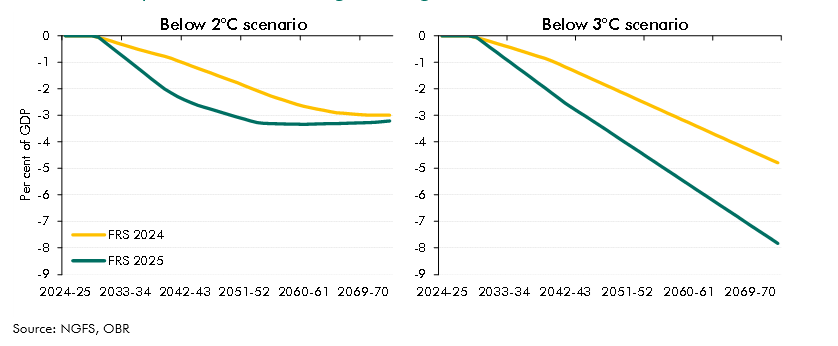 Below 2°C scenario
Below 3°C scenario
Per cent of GDP
0
-1
-2
-3
-4
-5
-6
-7
-8
-9
FRS 2024
FRS 2025
2024-25 2033-34 2042-43 2051-52 2060-61 2069-70
0
-1
-2
-3
-4
-5
-6
-7
-8
-9
2024-25 2033-34 2042-43 2051-52 2060-61 2069-70
Source: NGFS, OBR